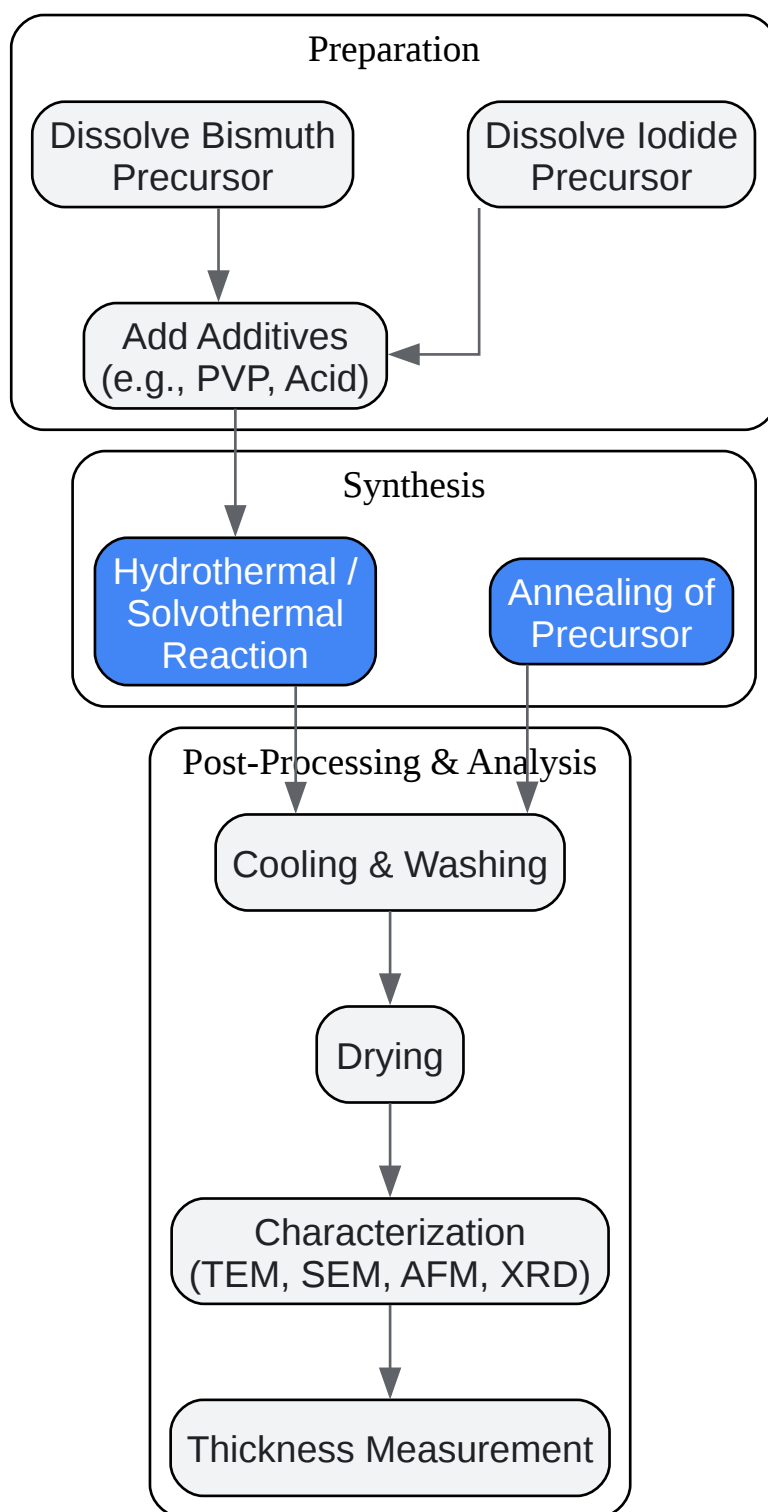 Preparation
Dissolve Bismuth
Precursor
Dissolve Iodide
Precursor
Add Additives
(e.g., PVP, Acid)
Synthesis
Hydrothermal /
Solvothermal
Reaction
Annealing of
Precursor
Post-Processing & Analysis
Cooling & Washing
Drying
Characterization
(TEM, SEM, AFM, XRD)
Thickness Measurement